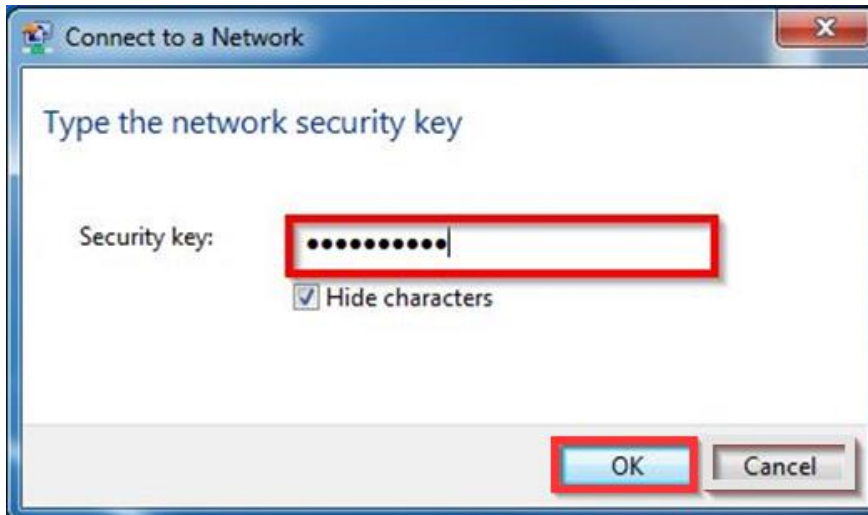 Connect to a Network
Type the network security key
Security key: ••••••••••
Hide characters
OK Cancel